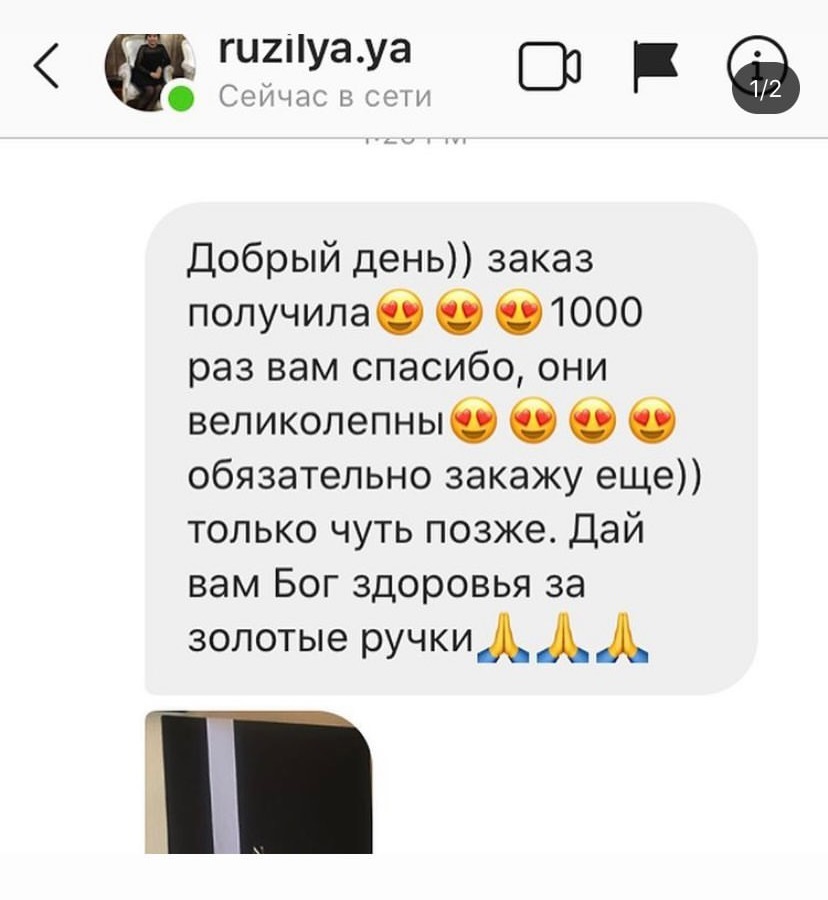 ruzilya.ya
Сейчас в сети
1/2
Добрый день)) заказ
получила😍😍😍1000
раз вам спасибо, они
великолепны😍😍😍😍
обязательно закажу еще))
только чуть позже. Дай
вам Бог здоровья за
золотые ручки🙏🙏🙏